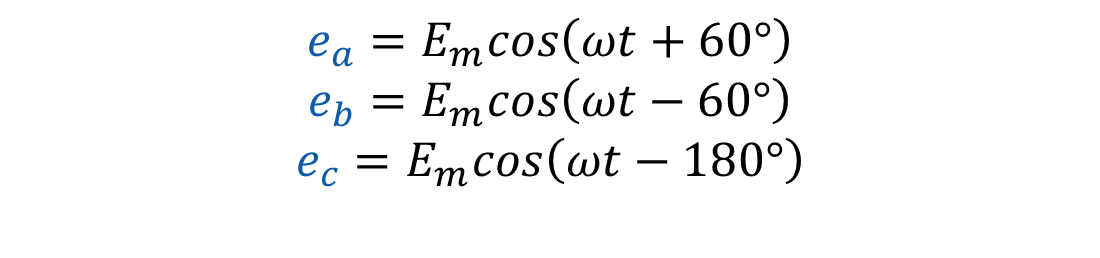 e_a = E_m cos(ωt + 60°)
e_b = E_m cos(ωt − 60°)
e_c = E_m cos(ωt − 180°)